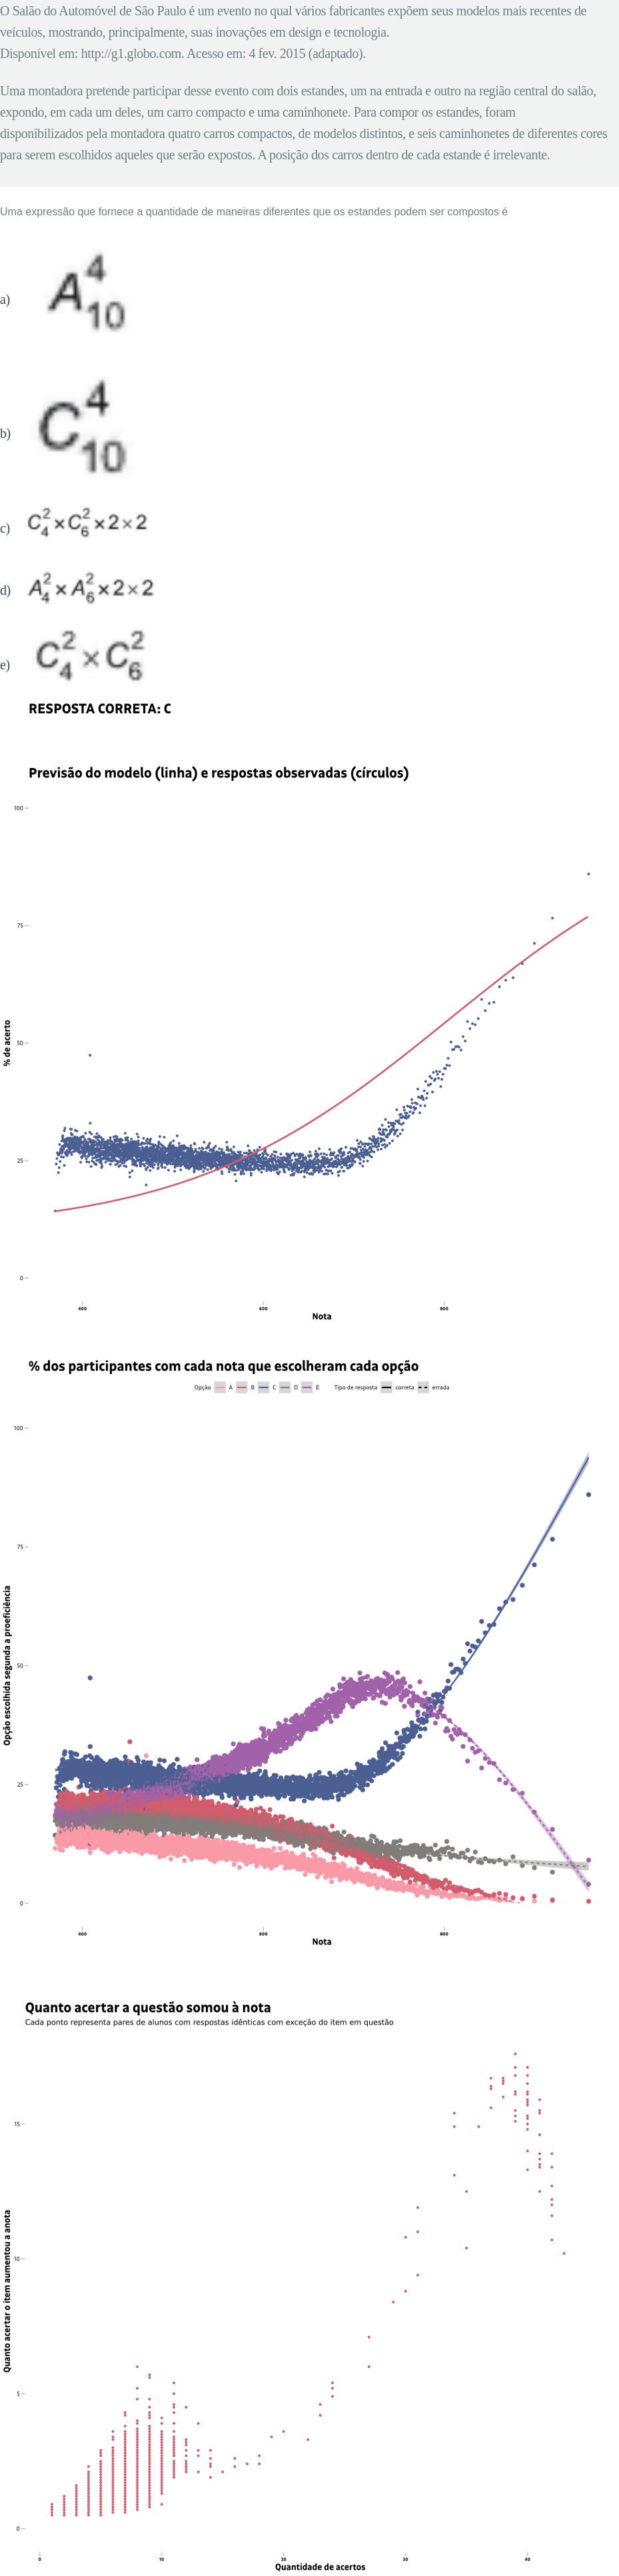 O Salão do Automóvel de São Paulo é um evento no qual vários fabricantes expõem seus modelos mais recentes de
veículos, mostrando, principalmente, suas inovações em design e tecnologia.
Disponível em: http://g1.globo.com. Acesso em: 4 fev. 2015 (adaptado).
Uma montadora pretende participar desse evento com dois estandes, um na entrada e outro na região central do salão,
expondo, em cada um deles, um carro compacto e uma caminhonete. Para compor os estandes, foram
disponibilizados pela montadora quatro carros compactos, de modelos distintos, e seis caminhonetes de diferentes cores
para serem escolhidos aqueles que serão expostos. A posição dos carros dentro de cada estande é irrelevante.
Uma expressão que fornece a quantidade de maneiras diferentes que os estandes podem ser compostos é
a) A₁₀⁴
b) C₁₀⁴
c) C₄² × C₆² × 2 × 2
d) A₄² × A₆² × 2 × 2
e) C₄² × C₆²
RESPOSTA CORRETA: C
Previsão do modelo (linha) e respostas observadas (círculos)
100
75
50
25
0
% de acerto
400 600 800
Nota
% dos participantes com cada nota que escolheram cada opção
Opção A B C D E Tipo de resposta correta errada
100
75
50
25
0
Opção escolhida segunda a proeficiência
400 600 800
Nota
Quanto acertar a questão somou à nota
Cada ponto representa pares de alunos com respostas idênticas com exceção do item em questão
15
10
5
0
Quanto acertar o item aumentou a anota
0 10 20 30 40
Quantidade de acertos